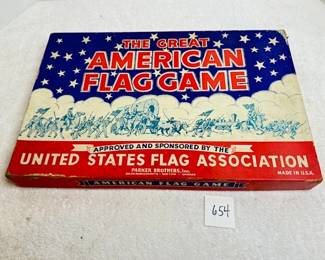 THE GREAT
AMERICAN
FLAG GAME
APPROVED AND SPONSORED BY THE
UNITED STATES FLAG ASSOCIATION
PARKER BROTHERS, Inc.
MADE IN U.S.A.
AMERICAN FLAG GAME
654